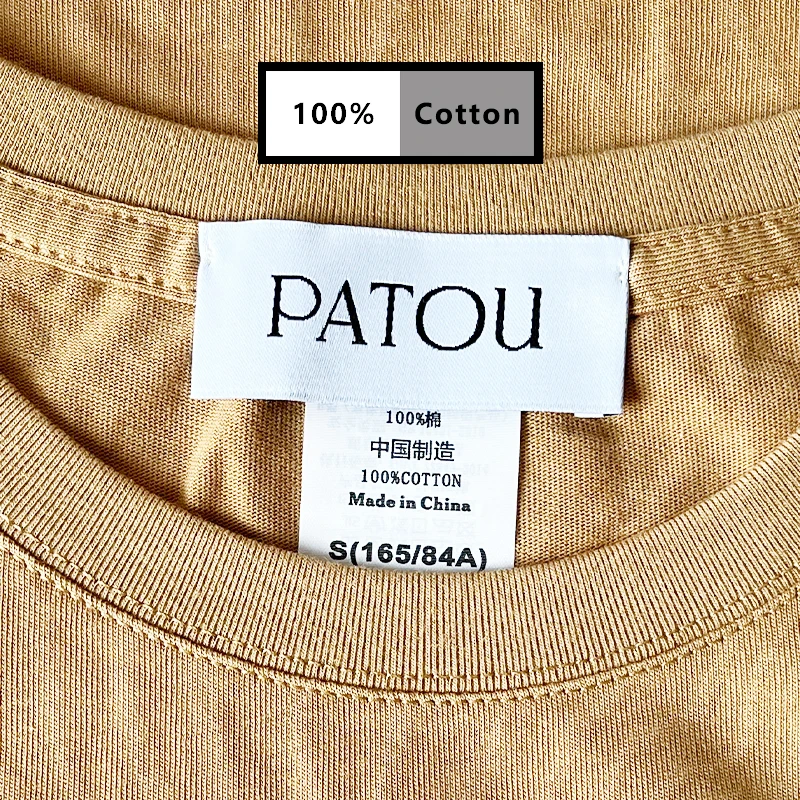 100% Cotton
PATOU
100%棉
中国制造
100%COTTON
Made in China
S(165/84A)